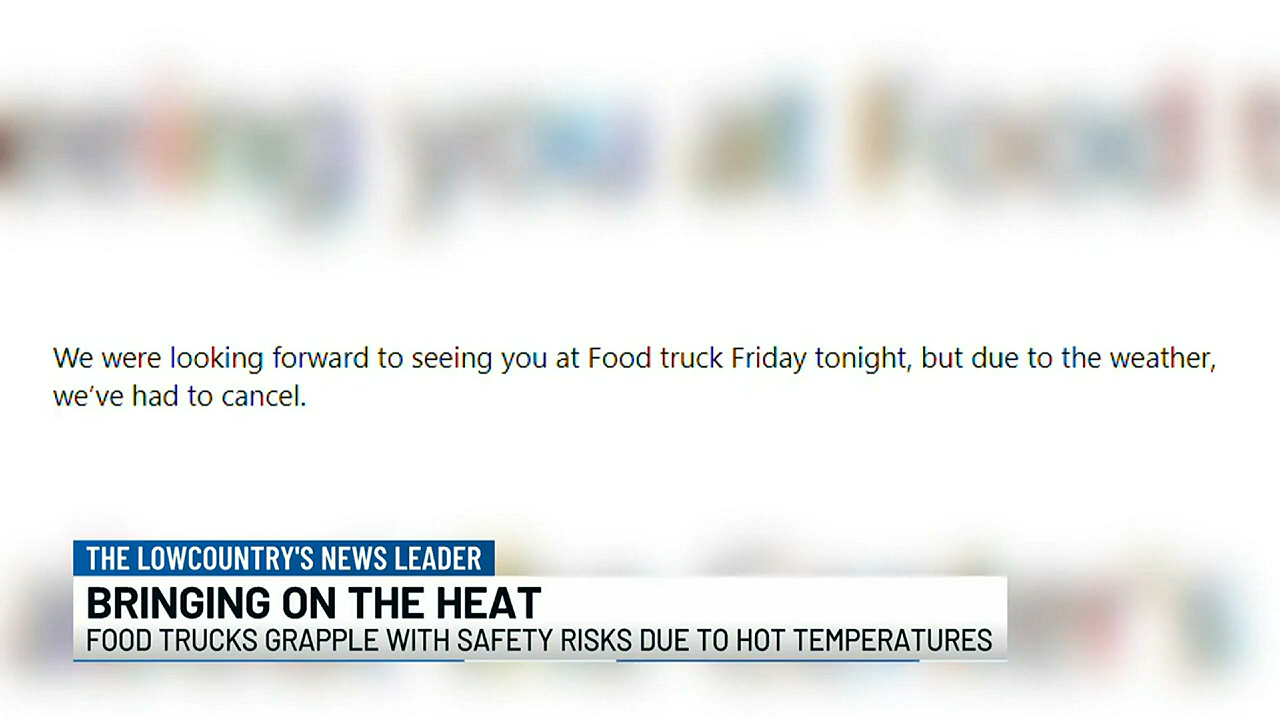 We were looking forward to seeing you at Food truck Friday tonight, but due to the weather,
we've had to cancel.
THE LOWCOUNTRY'S NEWS LEADER
BRINGING ON THE HEAT
FOOD TRUCKS GRAPPLE WITH SAFETY RISKS DUE TO HOT TEMPERATURES